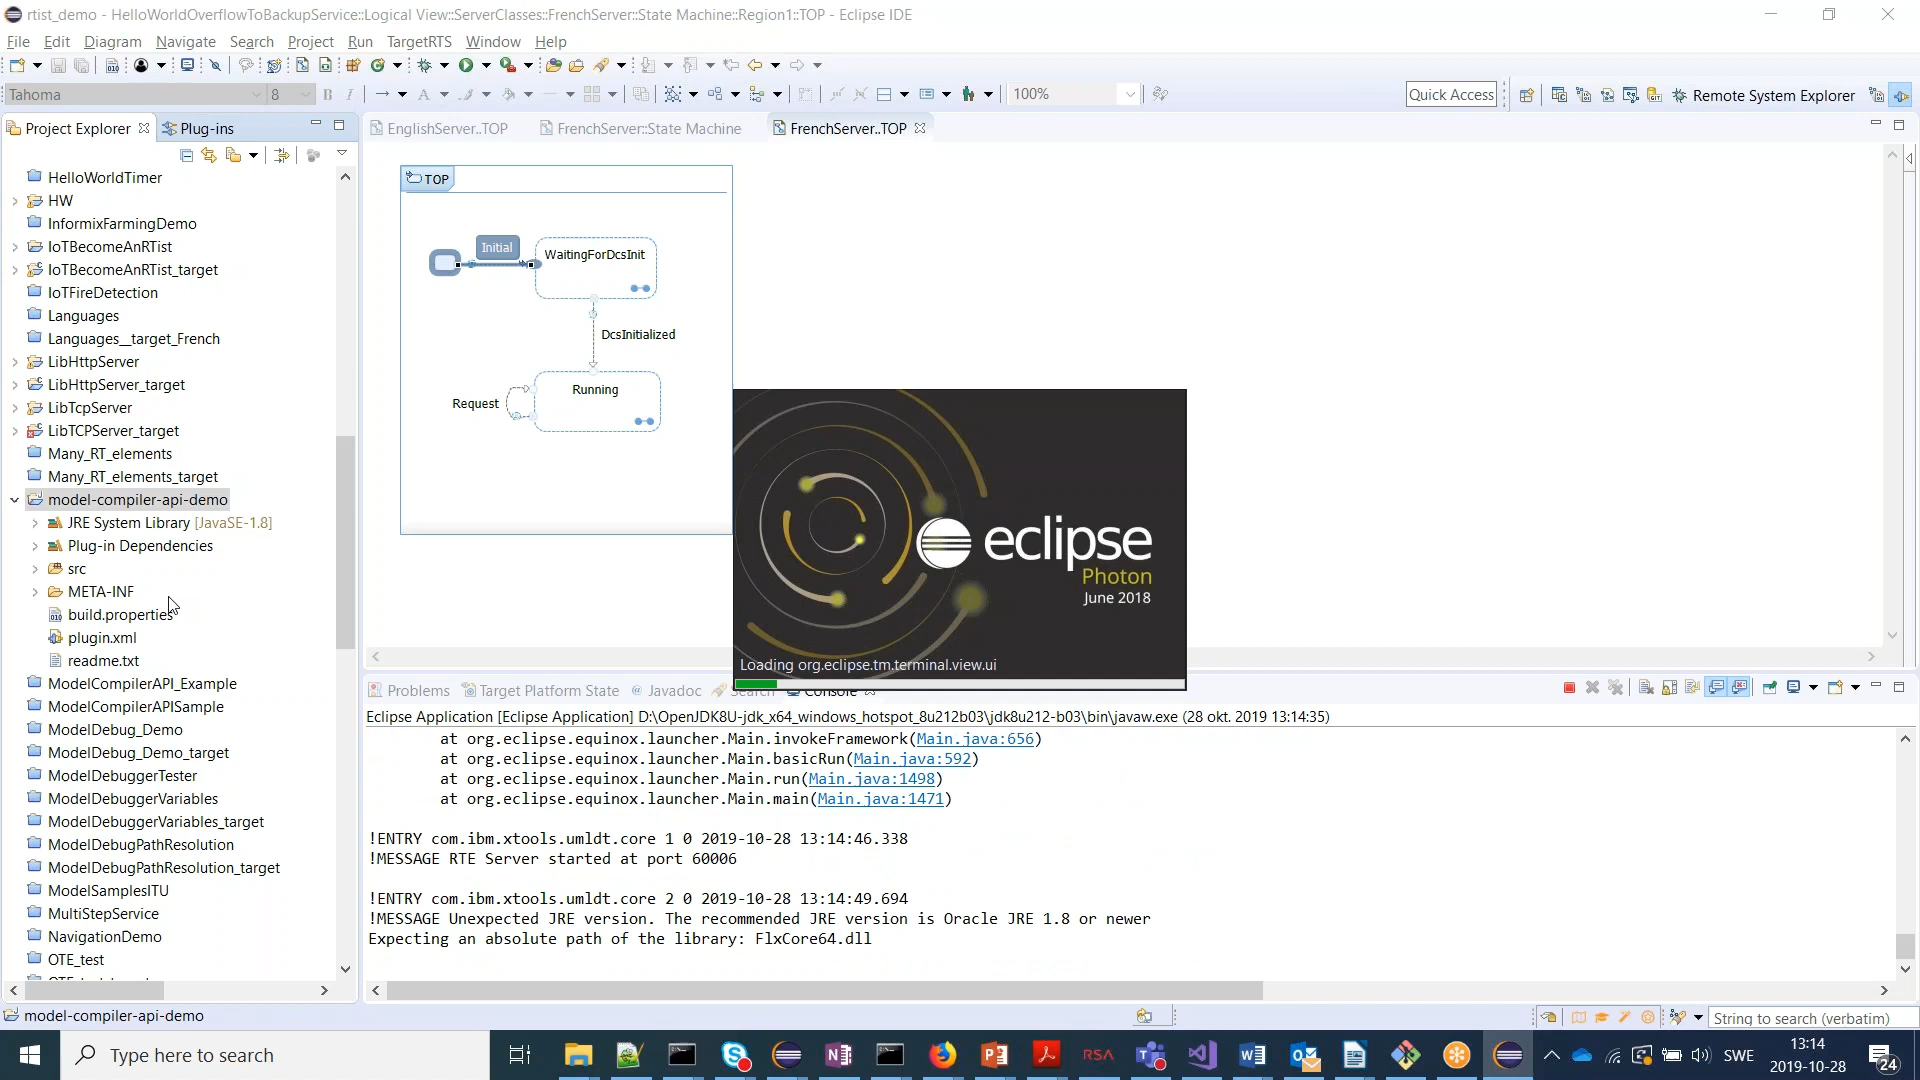 rtist_demo - HelloWorldOverflowToBackupService::Logical View::ServerClasses::FrenchServer::State Machine::Region1::TOP - Eclipse IDE
File Edit Diagram Navigate Search Project Run TargetRTS Window Help
Tahoma 8 B I A 100% Quick Access Remote System Explorer
Project Explorer Plug-ins
EnglishServer..TOP FrenchServer::State Machine FrenchServer..TOP
HelloWorldTimer
HW
InformixFarmingDemo
IoTBecomeAnRTist
IoTBecomeAnRTist_target
IoTFireDetection
Languages
Languages__target_French
LibHttpServer
LibHttpServer_target
LibTcpServer
LibTCPServer_target
Many_RT_elements
Many_RT_elements_target
model-compiler-api-demo
JRE System Library [JavaSE-1.8]
Plug-in Dependencies
src
META-INF
build.properties
plugin.xml
readme.txt
ModelCompilerAPI_Example
ModelCompilerAPISample
ModelDebug_Demo
ModelDebug_Demo_target
ModelDebuggerTester
ModelDebuggerVariables
ModelDebuggerVariables_target
ModelDebugPathResolution
ModelDebugPathResolution_target
ModelSamplesITU
MultiStepService
NavigationDemo
OTE_test
TOP
Initial
WaitingForDcsInit
DcsInitialized
Running
Request
eclipse
Photon
June 2018
Loading org.eclipse.tm.terminal.view.ui
Problems Target Platform State @ Javadoc Search Console
Eclipse Application [Eclipse Application] D:\OpenJDK8U-jdk_x64_windows_hotspot_8u212b03\jdk8u212-b03\bin\javaw.exe (28 okt. 2019 13:14:35)
at org.eclipse.equinox.launcher.Main.invokeFramework(Main.java:656)
at org.eclipse.equinox.launcher.Main.basicRun(Main.java:592)
at org.eclipse.equinox.launcher.Main.run(Main.java:1498)
at org.eclipse.equinox.launcher.Main.main(Main.java:1471)
!ENTRY com.ibm.xtools.umldt.core 1 0 2019-10-28 13:14:46.338
!MESSAGE RTE Server started at port 60006
!ENTRY com.ibm.xtools.umldt.core 2 0 2019-10-28 13:14:49.694
!MESSAGE Unexpected JRE version. The recommended JRE version is Oracle JRE 1.8 or newer
Expecting an absolute path of the library: FlxCore64.dll
model-compiler-api-demo
String to search (verbatim)
Type here to search
RSA
SWE
13:14
2019-10-28
24